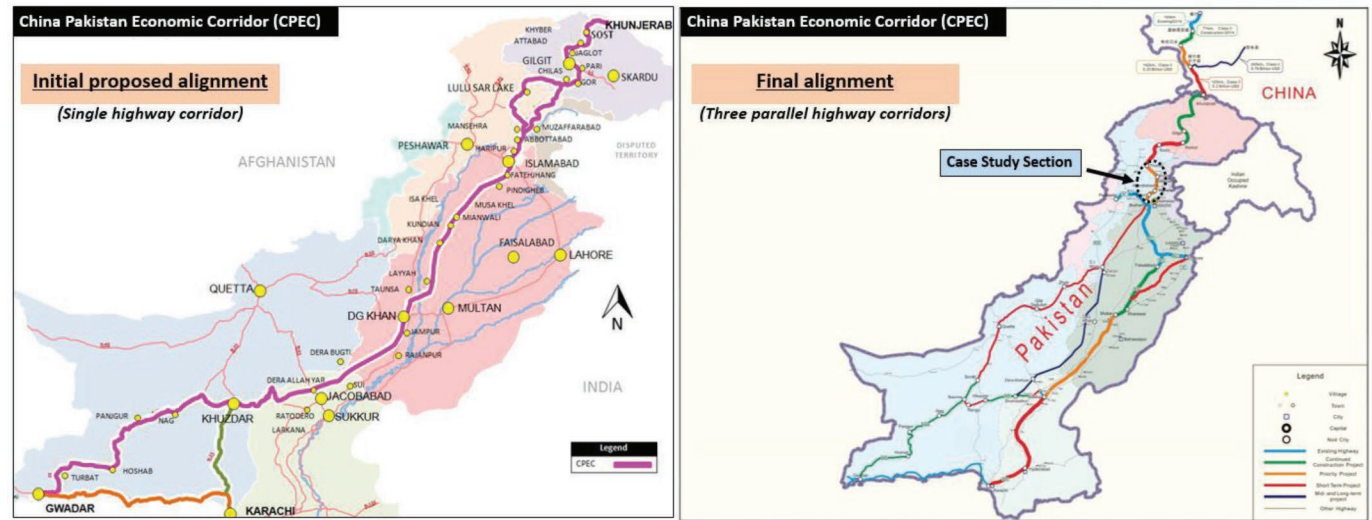 China Pakistan Economic Corridor (CPEC)
Initial proposed alignment
(Single highway corridor)
KHUNJERAB
KHYBER
SOST
ATTABAD
JAGLOT
GILGIT
PARI
CHILAS
SKARDU
GOR
LULU SAR LAKE
MANSEHRA
MUZAFFARABAD
ABBOTTABAD
PESHAWAR
HARIPUR
DISPUTED
TERRITORY
AFGHANISTAN
ISLAMABAD
FATEHJHANG
PINDIGHEB
ISA KHEL
MUSA KHEL
KUNDIAN
MIANWALI
DARYA KHAN
FAISALABAD
LAHORE
LAYYAH
QUETTA
TAUNSA
MULTAN
DG KHAN
N
JAMPUR
DERA BUGTI
RAJANPUR
INDIA
DERA ALLAH YAR
SUI
JACOBABAD
PANJGUR
NAG
KHUZDAR
RATODERO
SUKKUR
LARKANA
Legend
CPEC
HOSHAB
TURBAT
GWADAR
KARACHI
China Pakistan Economic Corridor (CPEC)
Final alignment
(Three parallel highway corridors)
N
CHINA
Case Study Section
Indian
Occupied
Kashmir
Pakistan
Legend
Village
Town
City
Capital
Nod City
Existing Highway
Continued
Construction Project
Priority Project
Short Term Project
Mid- and Long-term
project
Other Highway